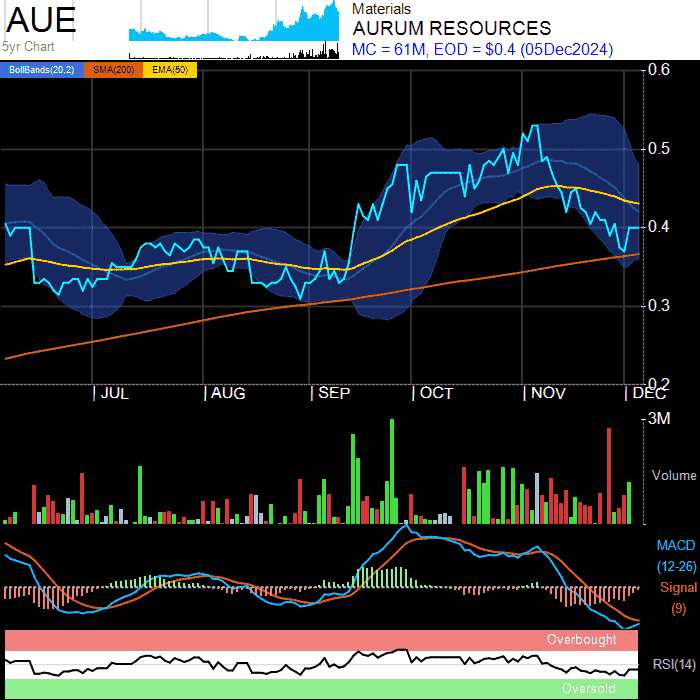 AUE
5yr Chart
Materials
AURUM RESOURCES
MC = 61M, EOD = $0.4 (05Dec2024)
BollBands(20,2) SMA(200) EMA(50)
0.6
0.5
0.4
0.3
0.2
JUL AUG SEP OCT NOV DEC
3M
Volume
MACD
(12-26)
Signal
(9)
Overbought
RSI(14)
Oversold